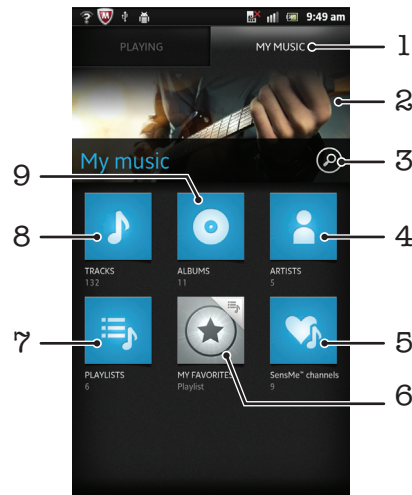 9:49 am
PLAYING
MY MUSIC
1
2
My music
3
9
8
4
TRACKS
132
ALBUMS
11
ARTISTS
5
7
5
PLAYLISTS
6
MY FAVORITES
Playlist
SensMe™ channels
9
6